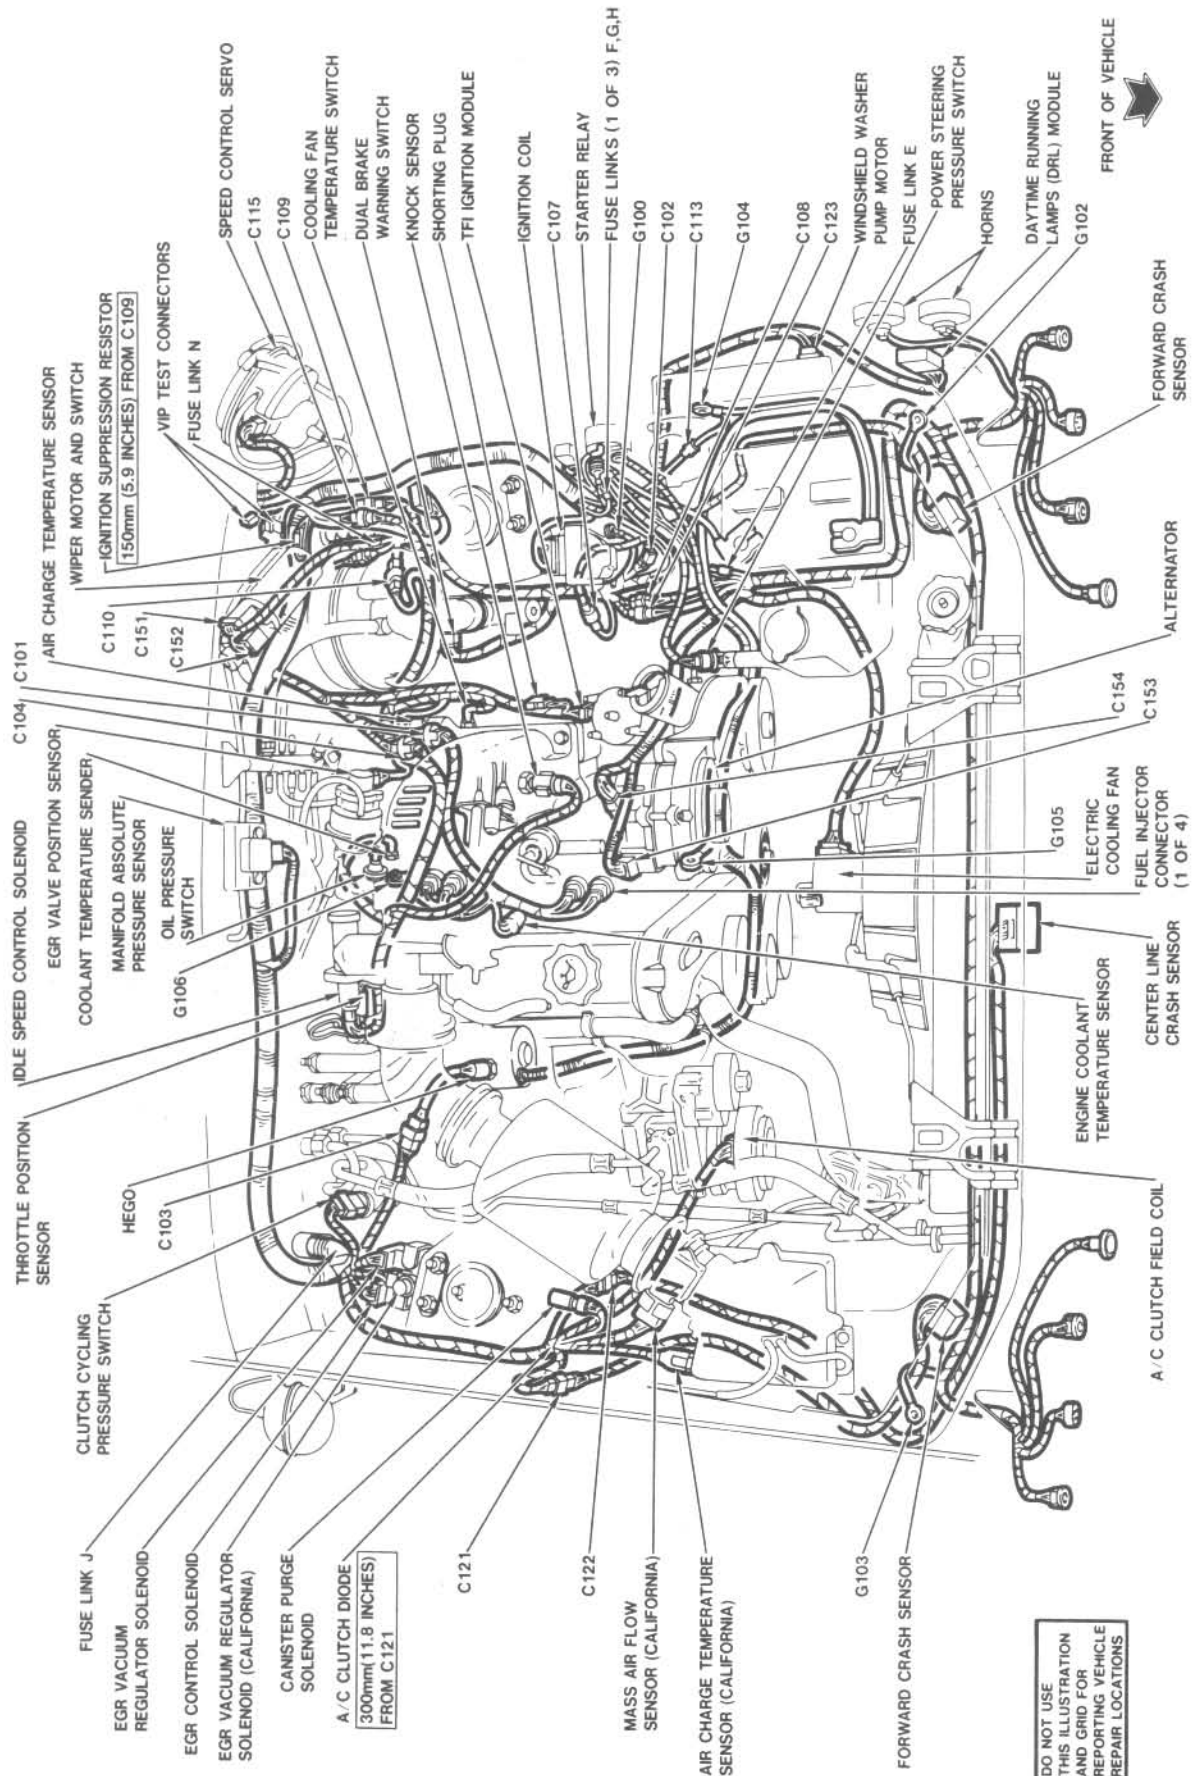 THROTTLE POSITION
SENSOR
IDLE SPEED CONTROL SOLENOID
EGR VALVE POSITION SENSOR
C104
C101
COOLANT TEMPERATURE SENDER
MANIFOLD ABSOLUTE
PRESSURE SENSOR
OIL PRESSURE
SWITCH
G106
AIR CHARGE TEMPERATURE SENSOR
WIPER MOTOR AND SWITCH
IGNITION SUPPRESSION RESISTOR
150mm (5.9 INCHES) FROM C109
C110
C151
C152
VIP TEST CONNECTORS
FUSE LINK N
SPEED CONTROL SERVO
C115
C109
COOLING FAN
TEMPERATURE SWITCH
DUAL BRAKE
WARNING SWITCH
KNOCK SENSOR
SHORTING PLUG
TFI IGNITION MODULE
IGNITION COIL
C107
STARTER RELAY
FUSE LINKS (1 OF 3) F,G,H
G100
C102
C113
G104
C108
C123
WINDSHIELD WASHER
PUMP MOTOR
FUSE LINK E
POWER STEERING
PRESSURE SWITCH
HORNS
DAYTIME RUNNING
LAMPS (DRL) MODULE
G102
FRONT OF VEHICLE
FORWARD CRASH
SENSOR
ALTERNATOR
C154
C153
G105
ELECTRIC
COOLING FAN
FUEL INJECTOR
CONNECTOR
(1 OF 4)
CENTER LINE
CRASH SENSOR
ENGINE COOLANT
TEMPERATURE SENSOR
A/C CLUTCH FIELD COIL
HEGO
C103
CLUTCH CYCLING
PRESSURE SWITCH
FUSE LINK J
EGR VACUUM
REGULATOR SOLENOID
EGR CONTROL SOLENOID
EGR VACUUM REGULATOR
SOLENOID (CALIFORNIA)
CANISTER PURGE
SOLENOID
A/C CLUTCH DIODE
300mm(11.8 INCHES)
FROM C121
C121
C122
MASS AIR FLOW
SENSOR (CALIFORNIA)
AIR CHARGE TEMPERATURE
SENSOR (CALIFORNIA)
G103
FORWARD CRASH SENSOR
DO NOT USE
THIS ILLUSTRATION
AND GRID FOR
REPORTING VEHICLE
REPAIR LOCATIONS